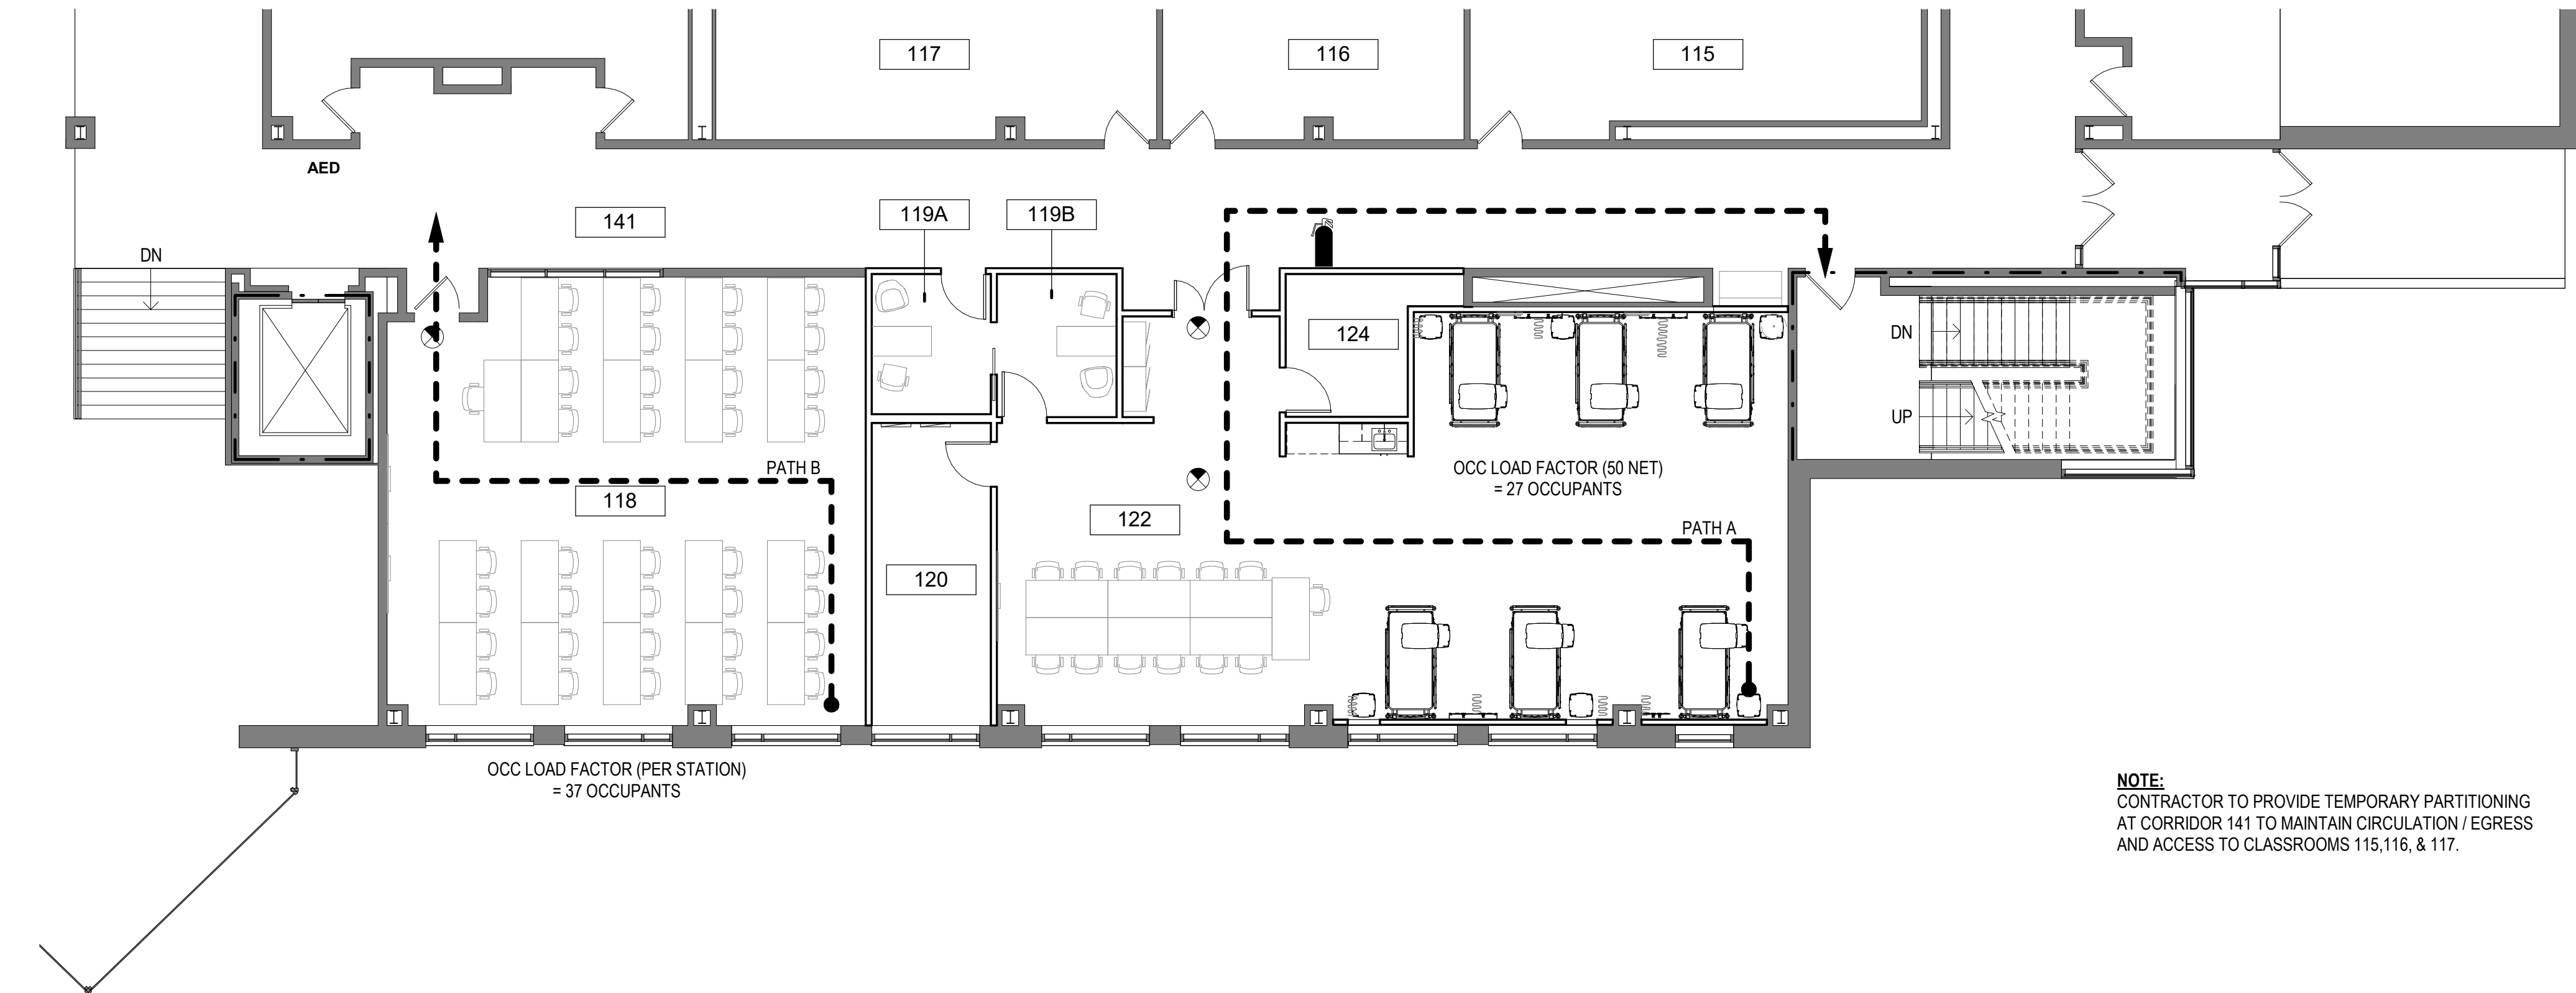 117
116
115
AED
141
119A
119B
DN
124
DN
UP
PATH B
118
OCC LOAD FACTOR (50 NET)
= 27 OCCUPANTS
122
PATH A
120
OCC LOAD FACTOR (PER STATION)
= 37 OCCUPANTS
NOTE:
CONTRACTOR TO PROVIDE TEMPORARY PARTITIONING
AT CORRIDOR 141 TO MAINTAIN CIRCULATION / EGRESS
AND ACCESS TO CLASSROOMS 115,116, & 117.